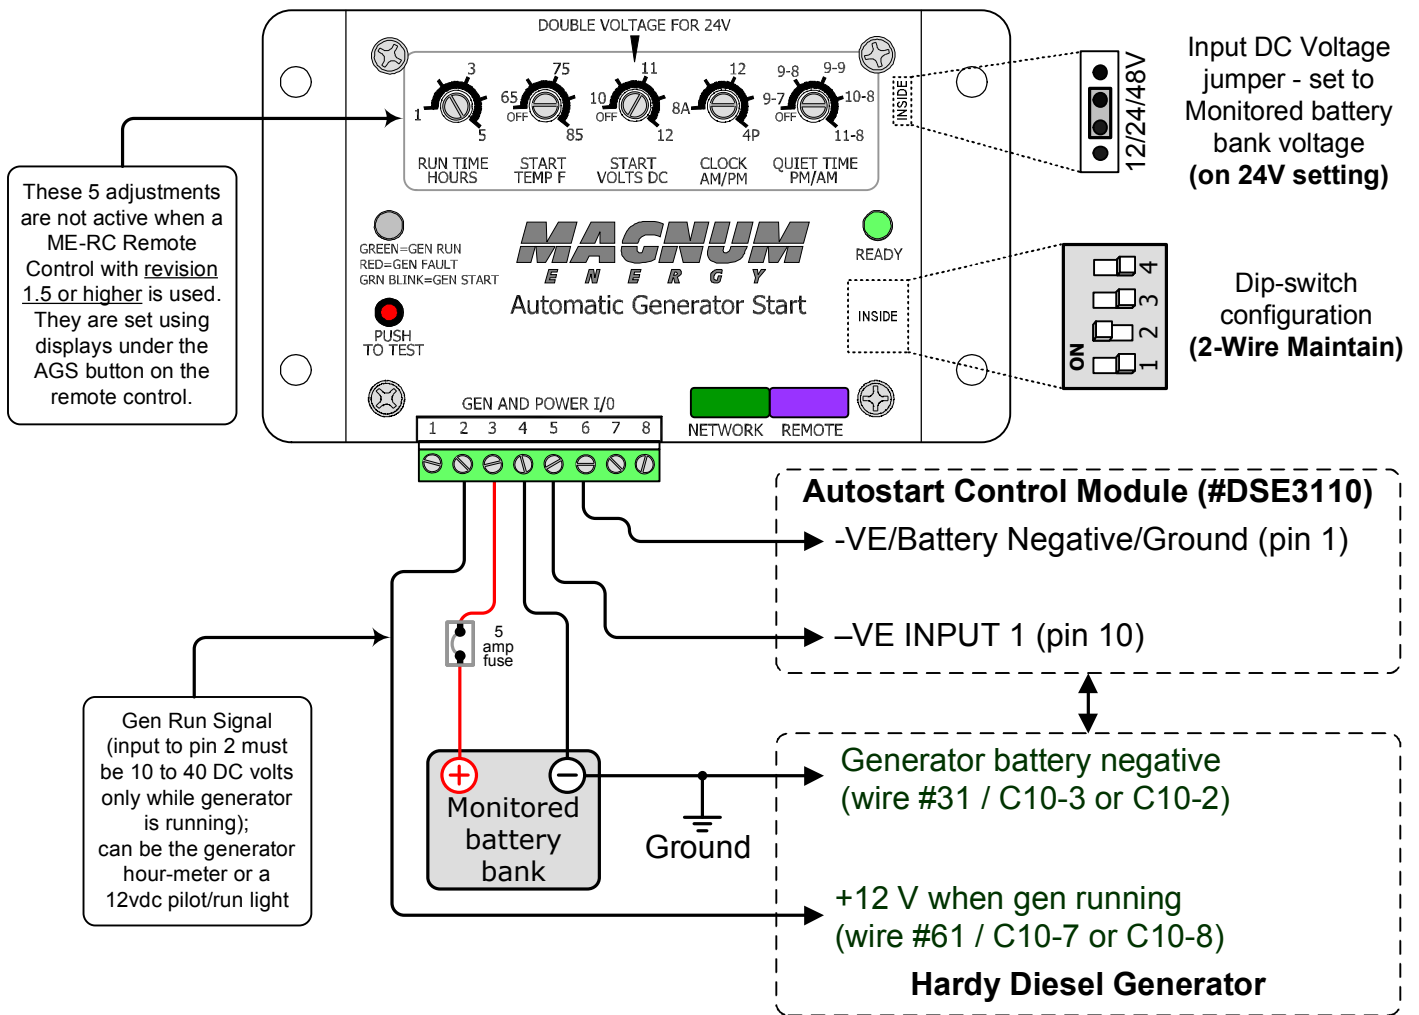 DOUBLE VOLTAGE FOR 24V
3
1
5
RUN TIME
HOURS
75
65
OFF
85
START
TEMP F
11
10
OFF
12
START
VOLTS DC
12
8A
4P
CLOCK
AM/PM
9-8
9-9
9-7
10-8
OFF
11-8
QUIET TIME
PM/AM
INSIDE
12/24/48V
Input DC Voltage
jumper - set to
Monitored battery
bank voltage
(on 24V setting)
These 5 adjustments
are not active when a
ME-RC Remote
Control with revision
1.5 or higher is used.
They are set using
displays under the
AGS button on the
remote control.
GREEN=GEN RUN
RED=GEN FAULT
GRN BLINK=GEN START
PUSH
TO TEST
MAGNUM
ENERGY
Automatic Generator Start
READY
INSIDE
4
3
2
1
ON
Dip-switch
configuration
(2-Wire Maintain)
GEN AND POWER I/0
1 2 3 4 5 6 7 8
NETWORK
REMOTE
Autostart Control Module (#DSE3110)
-VE/Battery Negative/Ground (pin 1)
–VE INPUT 1 (pin 10)
5
amp
fuse
Gen Run Signal
(input to pin 2 must
be 10 to 40 DC volts
only while generator
is running);
can be the generator
hour-meter or a
12vdc pilot/run light
+
−
Monitored
battery
bank
Ground
Generator battery negative
(wire #31 / C10-3 or C10-2)
+12 V when gen running
(wire #61 / C10-7 or C10-8)
Hardy Diesel Generator